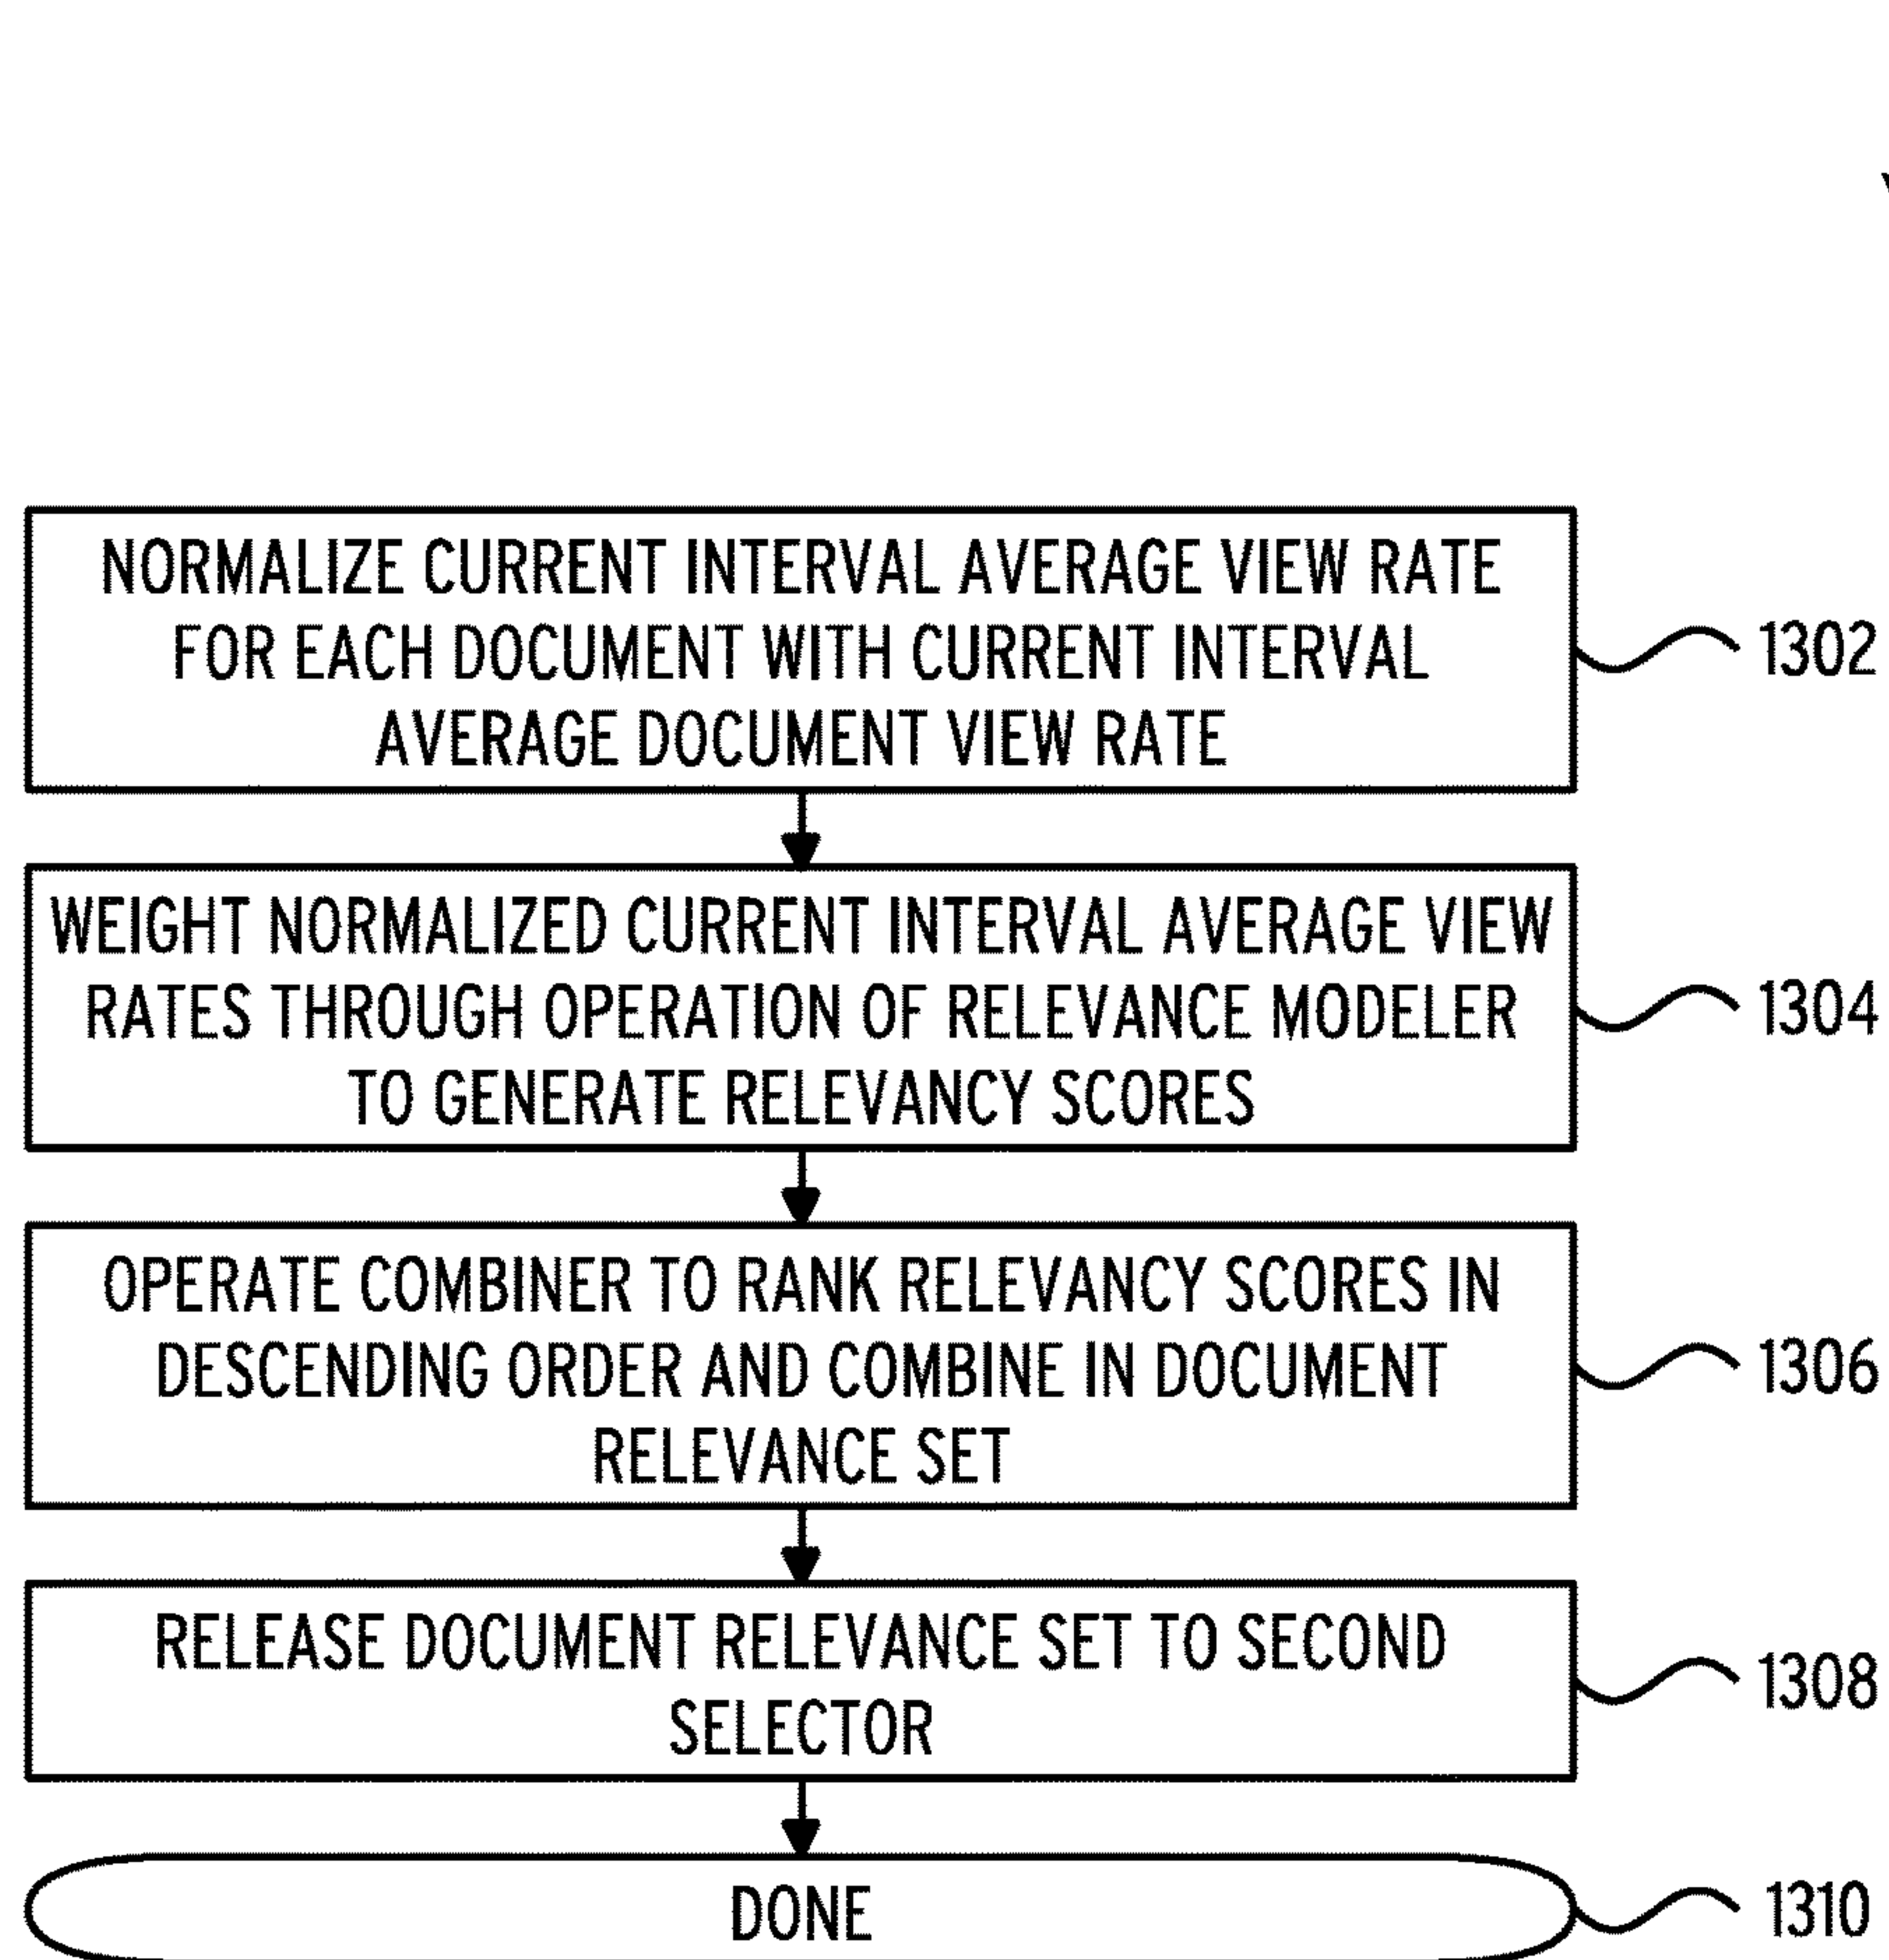 NORMALIZE CURRENT INTERVAL AVERAGE VIEW RATE
FOR EACH DOCUMENT WITH CURRENT INTERVAL
AVERAGE DOCUMENT VIEW RATE
1302
WEIGHT NORMALIZED CURRENT INTERVAL AVERAGE VIEW
RATES THROUGH OPERATION OF RELEVANCE MODELER
TO GENERATE RELEVANCY SCORES
1304
OPERATE COMBINER TO RANK RELEVANCY SCORES IN
DESCENDING ORDER AND COMBINE IN DOCUMENT
RELEVANCE SET
1306
RELEASE DOCUMENT RELEVANCE SET TO SECOND
SELECTOR
1308
DONE
1310